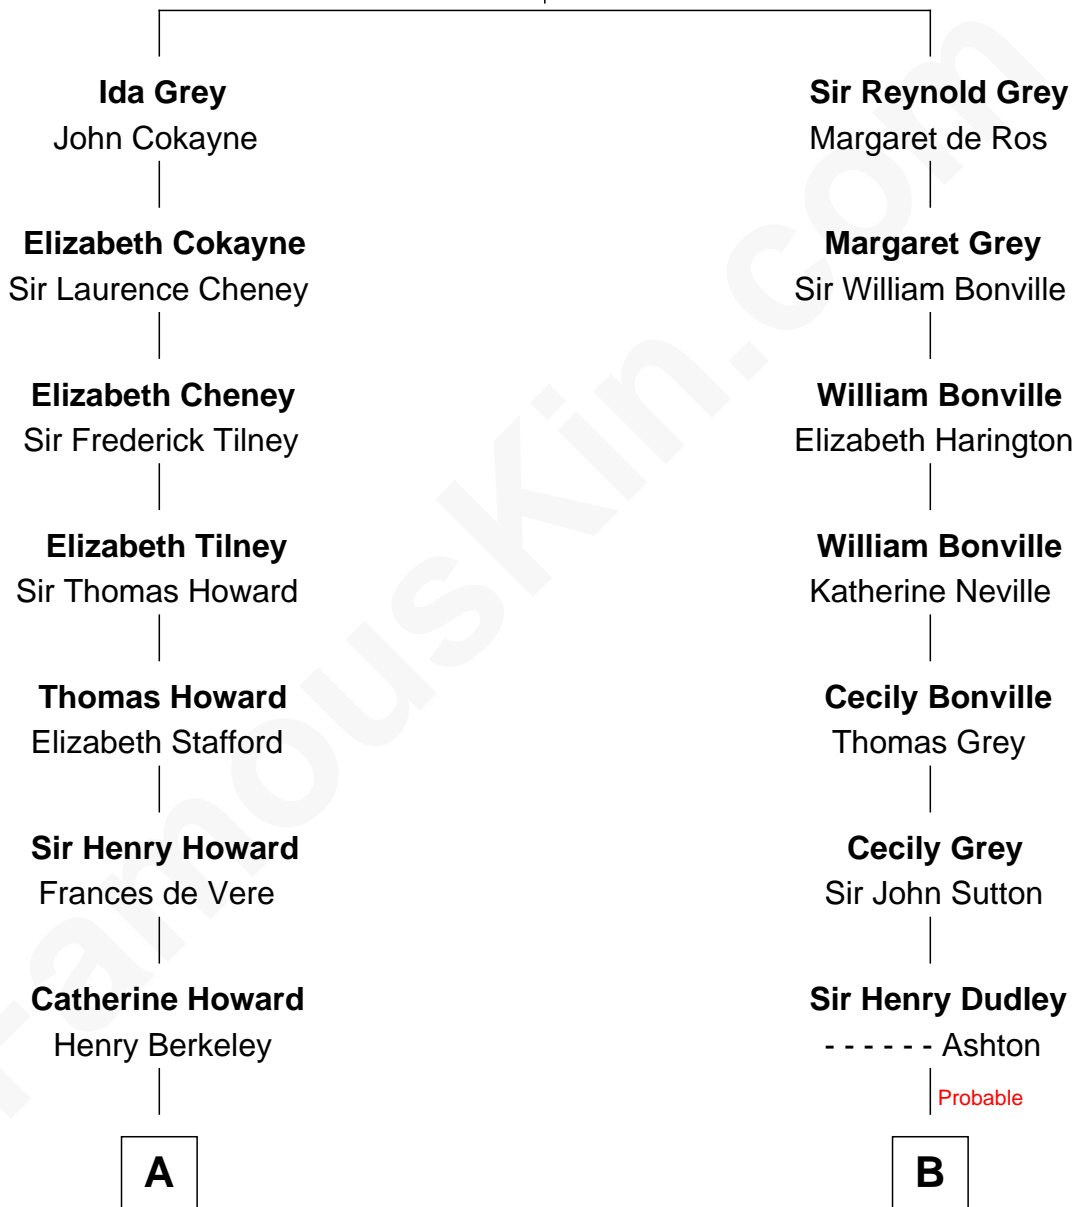 Ida Grey
John Cokayne
Sir Reynold Grey
Margaret de Ros
Elizabeth Cokayne
Sir Laurence Cheney
Margaret Grey
Sir William Bonville
Elizabeth Cheney
Sir Frederick Tilney
William Bonville
Elizabeth Harington
Elizabeth Tilney
Sir Thomas Howard
William Bonville
Katherine Neville
Thomas Howard
Elizabeth Stafford
Cecily Bonville
Thomas Grey
Sir Henry Howard
Frances de Vere
Cecily Grey
Sir John Sutton
Catherine Howard
Henry Berkeley
Sir Henry Dudley
- - - - - - Ashton
Probable
A
B
FamousKin.com